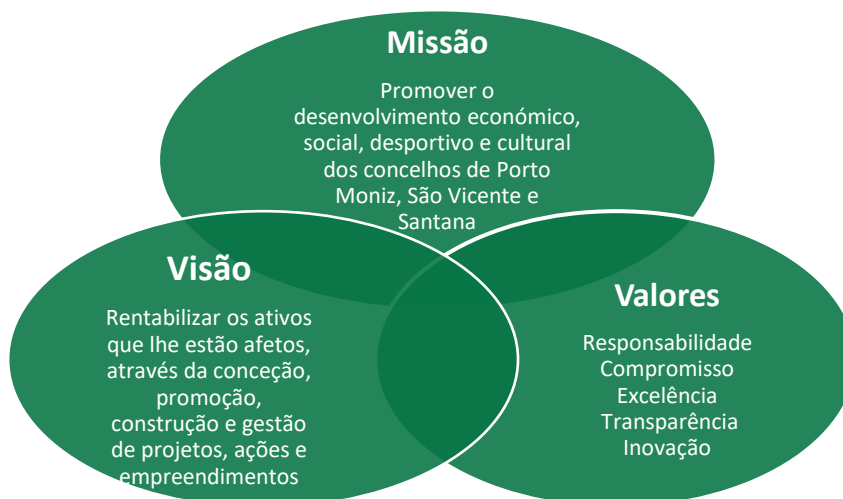 Missão
Promover o
desenvolvimento económico,
social, desportivo e cultural
dos concelhos de Porto
Moniz, São Vicente e
Santana
Visão
Rentabilizar os ativos
que lhe estão afetos,
através da conceção,
promoção,
construção e gestão
de projetos, ações e
empreendimentos
Valores
Responsabilidade
Compromisso
Excelência
Transparência
Inovação